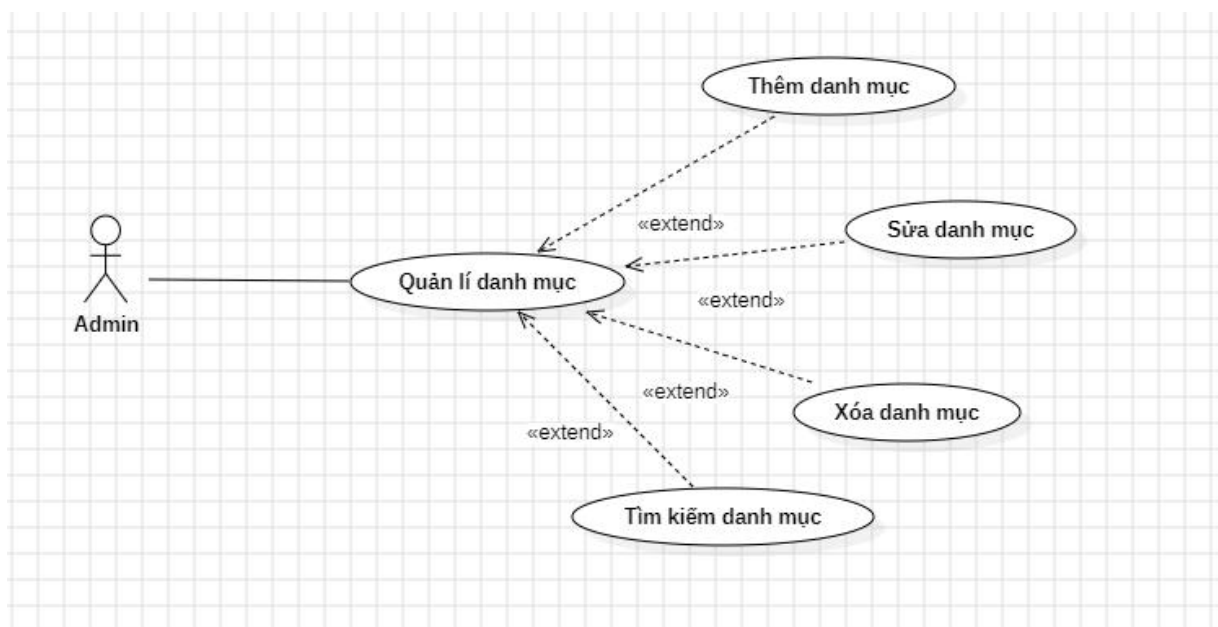 Thêm danh mục
«extend»
Sửa danh mục
Quản lí danh mục
«extend»
Admin
«extend»
Xóa danh mục
«extend»
Tìm kiếm danh mục